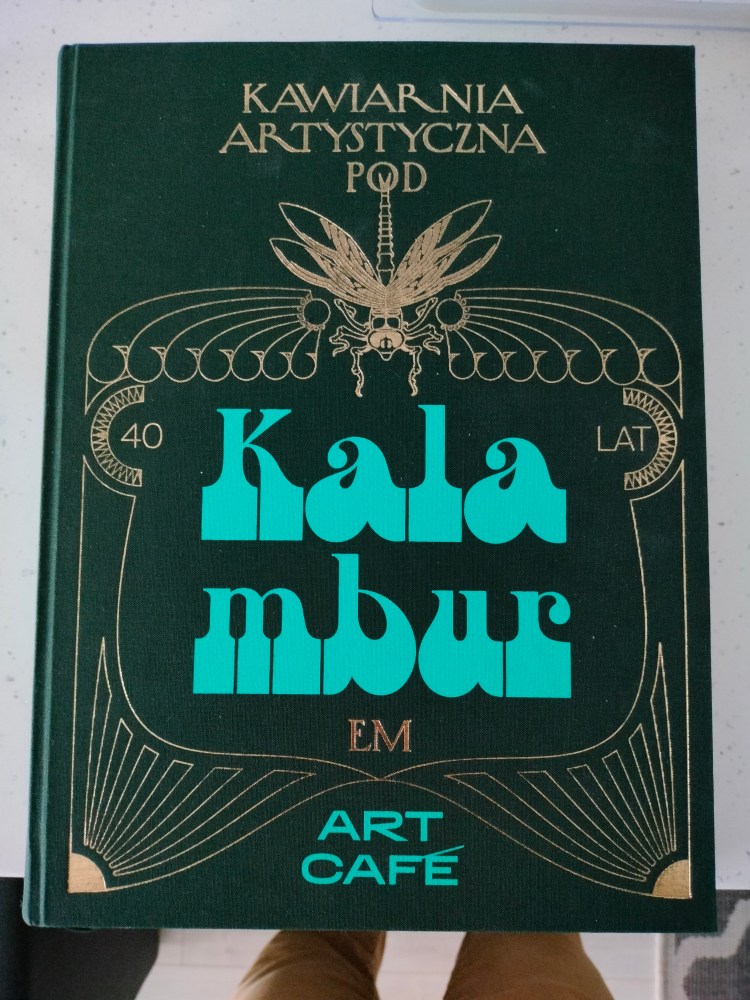 KAWIARNIA
ARTYSTYCZNA
POD
40 LAT
Kala
mbur
EM
ART
CAFÉ